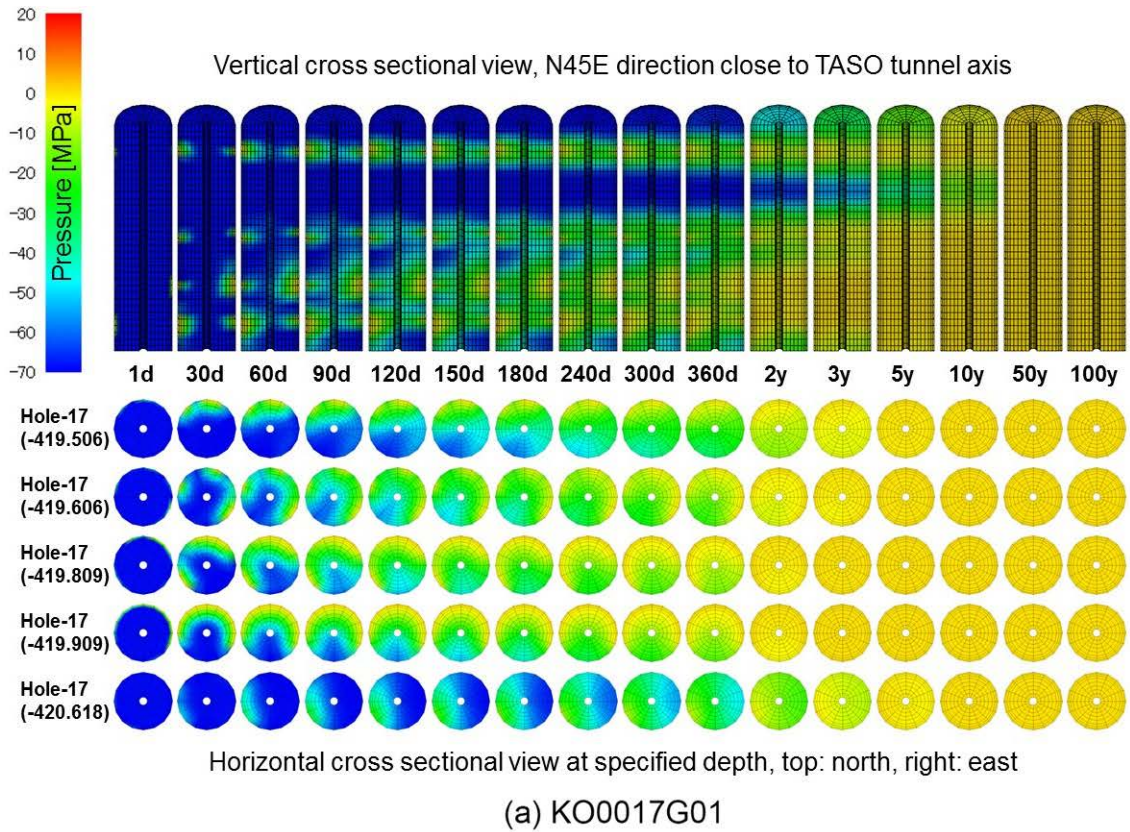 20
10
0
-10
-20
-30
-40
-50
-60
-70
Pressure [MPa]
Vertical cross sectional view, N45E direction close to TASO tunnel axis
1d 30d 60d 90d 120d 150d 180d 240d 300d 360d 2y 3y 5y 10y 50y 100y
Hole-17
(-419.506)
Hole-17
(-419.606)
Hole-17
(-419.809)
Hole-17
(-419.909)
Hole-17
(-420.618)
Horizontal cross sectional view at specified depth, top: north, right: east
(a) KO0017G01